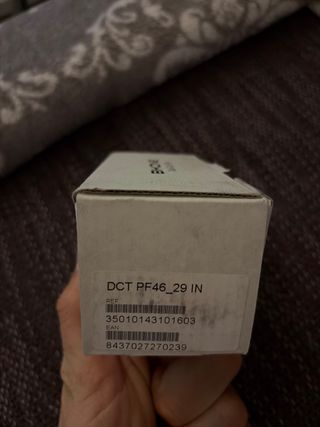 DCT PF46_29 IN
REF
35010143101603
EAN
8437027270239